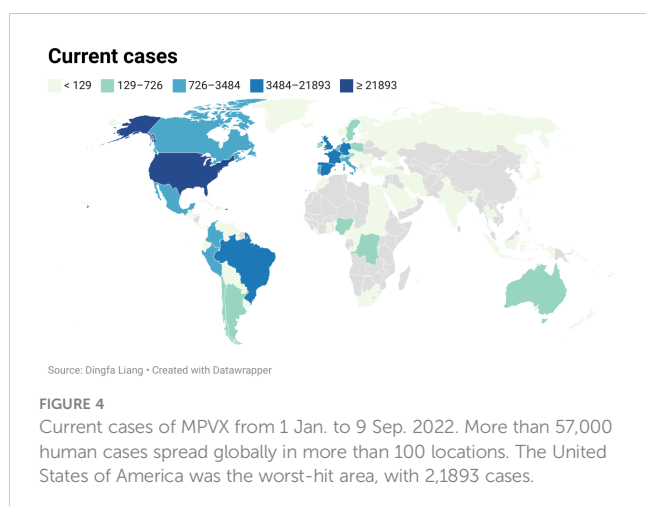 Current cases
< 129 129–726 726–3484 3484–21893 ≥ 21893
Source: Dingfa Liang • Created with Datawrapper
FIGURE 4
Current cases of MPVX from 1 Jan. to 9 Sep. 2022. More than 57,000
human cases spread globally in more than 100 locations. The United
States of America was the worst-hit area, with 2,1893 cases.